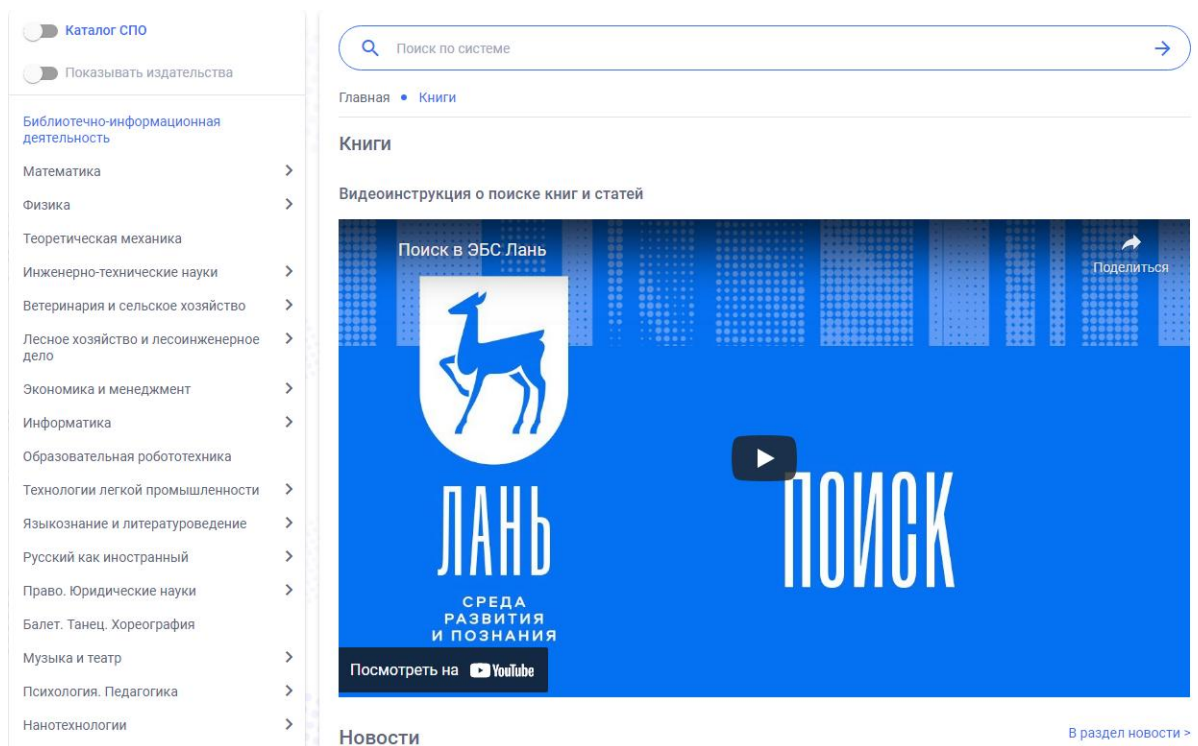 Каталог СПО
Показывать издательства
Библиотечно-информационная
деятельность
Математика
Физика
Теоретическая механика
Инженерно-технические науки
Ветеринария и сельское хозяйство
Лесное хозяйство и лесоинженерное
дело
Экономика и менеджмент
Информатика
Образовательная робототехника
Технологии легкой промышленности
Языкознание и литературоведение
Русский как иностранный
Право. Юридические науки
Балет. Танец. Хореография
Музыка и театр
Психология. Педагогика
Нанотехнологии
Поиск по системе
Главная • Книги
Книги
Видеоинструкция о поиске книг и статей
Поиск в ЭБС Лань
Поделиться
ЛАНЬ
СРЕДА
РАЗВИТИЯ
И ПОЗНАНИЯ
ПОИСК
Посмотреть на YouTube
Новости
В раздел новости >